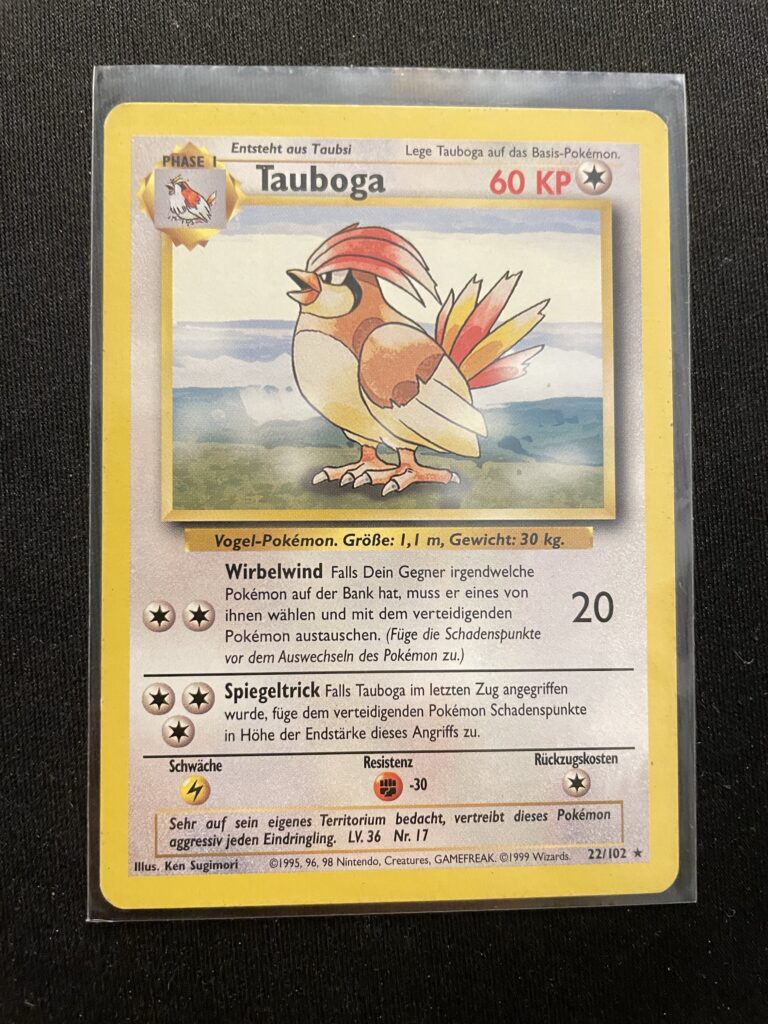 Entsteht aus Taubsi
Lege Tauboga auf das Basis-Pokémon.
PHASE 1
Tauboga
60 KP
Vogel-Pokémon. Größe: 1,1 m, Gewicht: 30 kg.
Wirbelwind Falls Dein Gegner irgendwelche
Pokémon auf der Bank hat, muss er eines von
ihnen wählen und mit dem verteidigenden
Pokémon austauschen. (Füge die Schadenspunkte
vor dem Auswechseln des Pokémon zu.)
20
Spiegeltrick Falls Tauboga im letzten Zug angegriffen
wurde, füge dem verteidigenden Pokémon Schadenspunkte
in Höhe der Endstärke dieses Angriffs zu.
Schwäche
Resistenz
Rückzugskosten
-30
Sehr auf sein eigenes Territorium bedacht, vertreibt dieses Pokémon
aggressiv jeden Eindringling. LV. 36 Nr. 17
Illus. Ken Sugimori
©1995, 96, 98 Nintendo, Creatures, GAMEFREAK. ©1999 Wizards.
22/102 ★